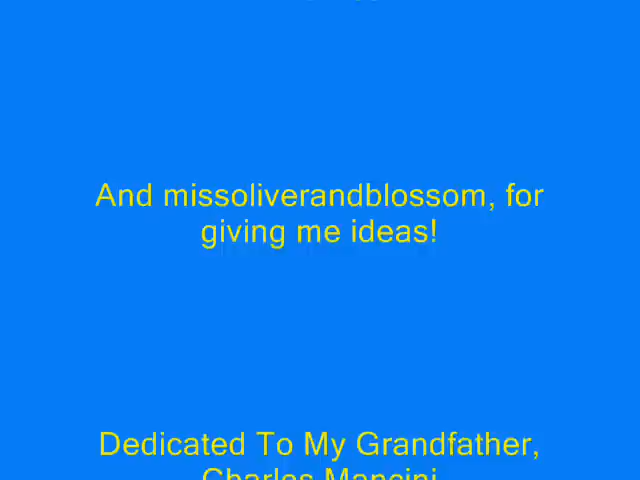 And missoliverandblossom, for
giving me ideas!
Dedicated To My Grandfather,
Charles Mancini